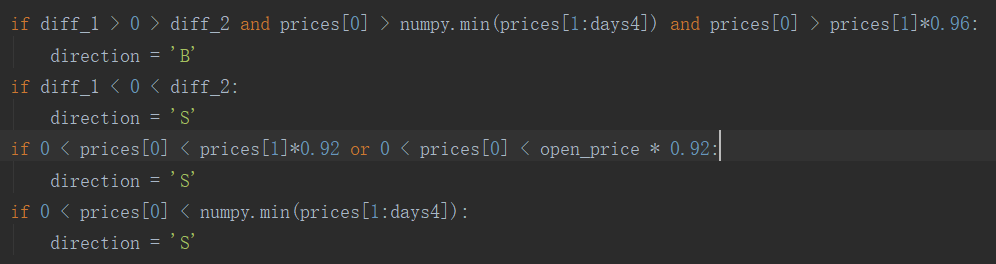 if diff_1 > 0 > diff_2 and prices[0] > numpy.min(prices[1:days4]) and prices[0] > prices[1]*0.96:
    direction = 'B'
if diff_1 < 0 < diff_2:
    direction = 'S'
if 0 < prices[0] < prices[1]*0.92 or 0 < prices[0] < open_price * 0.92:
    direction = 'S'
if 0 < prices[0] < numpy.min(prices[1:days4]):
    direction = 'S'